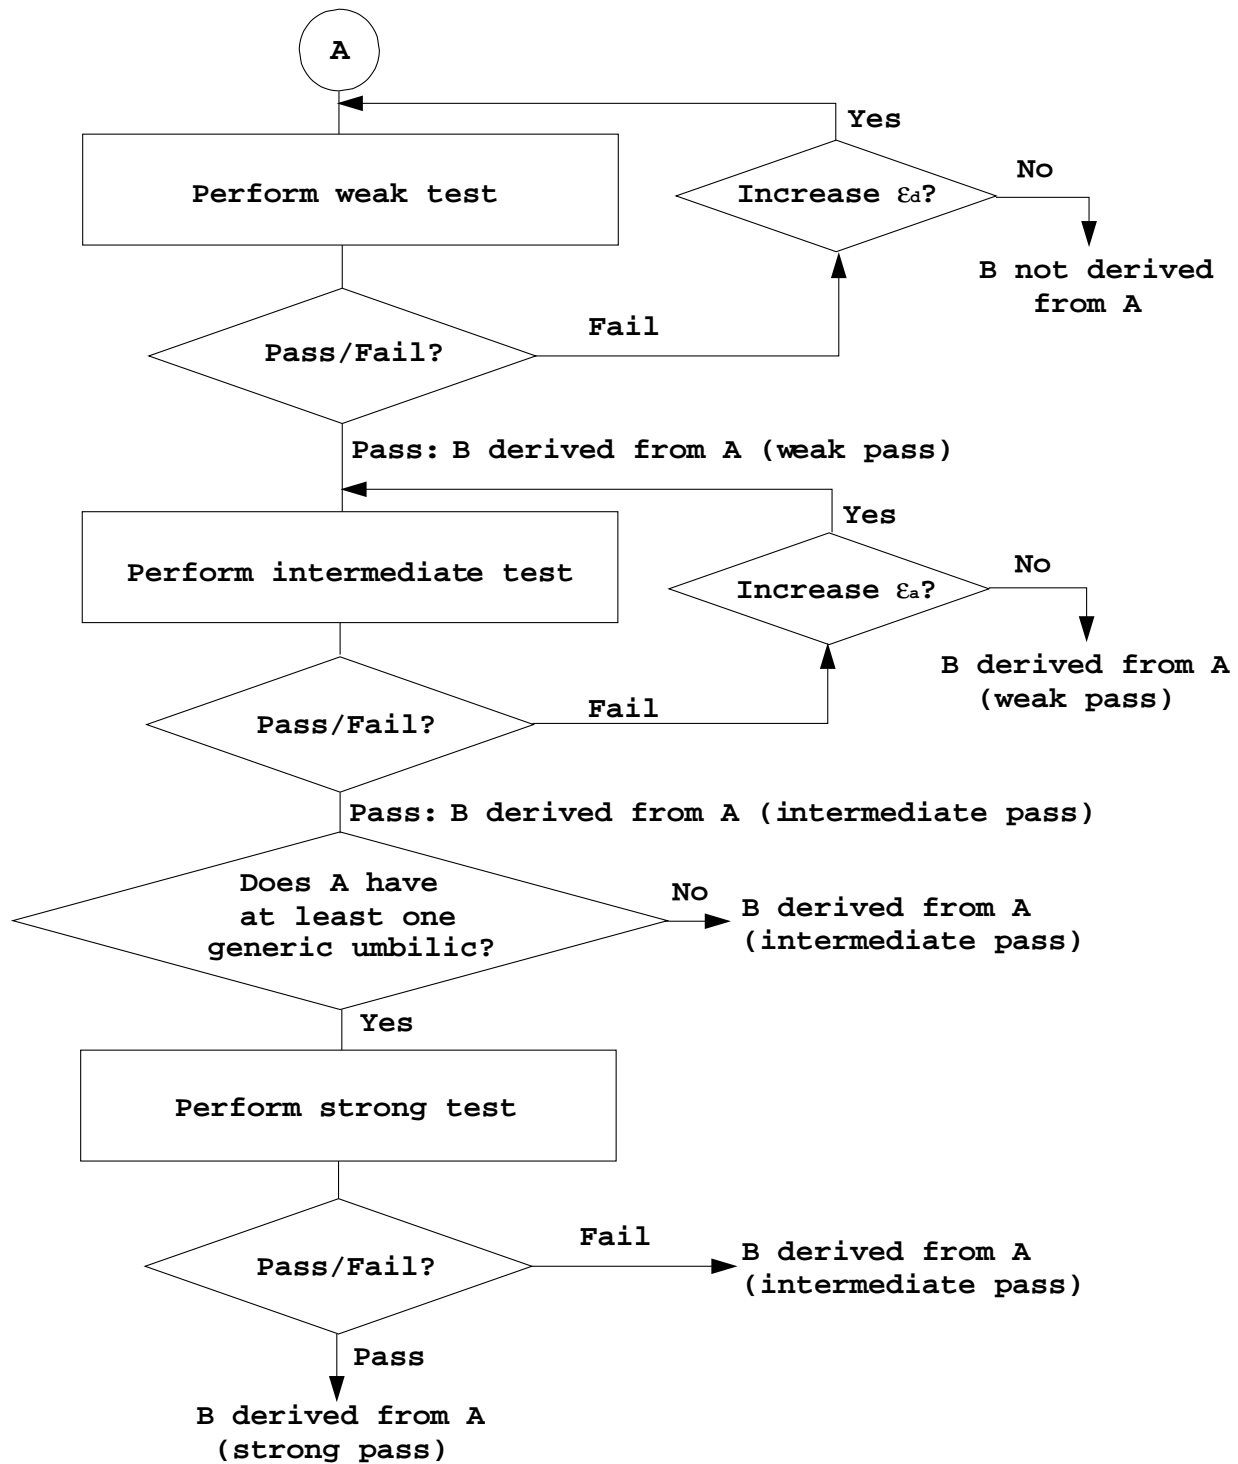 A
Yes
Perform weak test
Increase εd?
No
B not derived
from A
Fail
Pass/Fail?
Pass: B derived from A (weak pass)
Yes
Perform intermediate test
Increase εa?
No
B derived from A
(weak pass)
Fail
Pass/Fail?
Pass: B derived from A (intermediate pass)
Does A have
at least one
generic umbilic?
No
B derived from A
(intermediate pass)
Yes
Perform strong test
Fail
Pass/Fail?
B derived from A
(intermediate pass)
Pass
B derived from A
(strong pass)